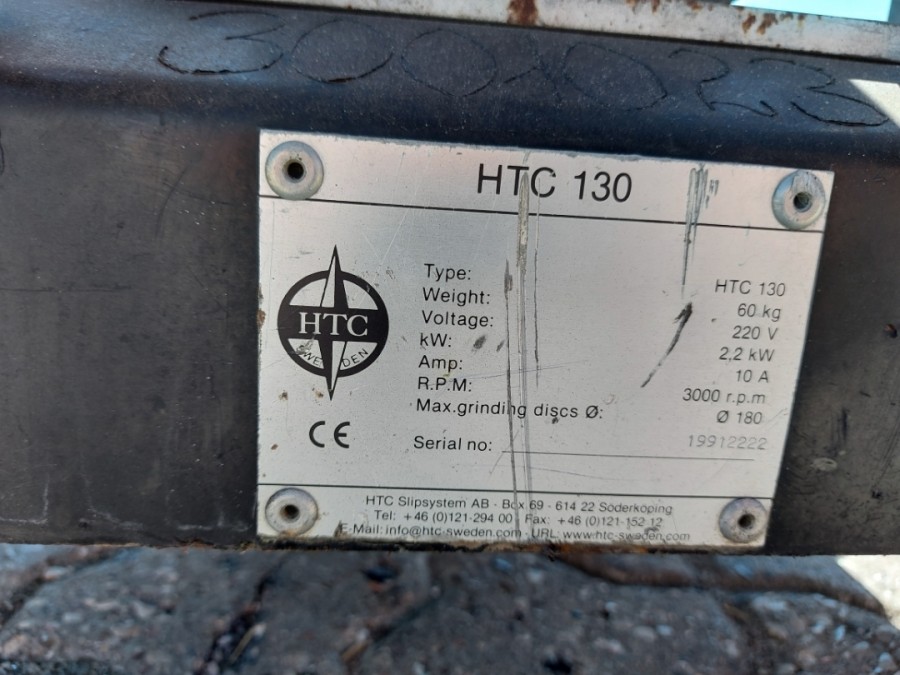 3001023
HTC 130
HTC
SWEDEN
Type: HTC 130
Weight: 60 kg
Voltage: 220 V
kW: 2,2 kW
Amp: 10 A
R.P.M: 3000 r.p.m
Max.grinding discs Ø: Ø 180
CE
Serial no: 19912222
HTC Slipsystem AB · Box 69 - 614 22 Söderköping
Tel: +46 (0)121-294 00 · Fax: +46 (0)121-152 12
E-Mail: info@htc-sweden.com · URL: www.htc-sweden.com